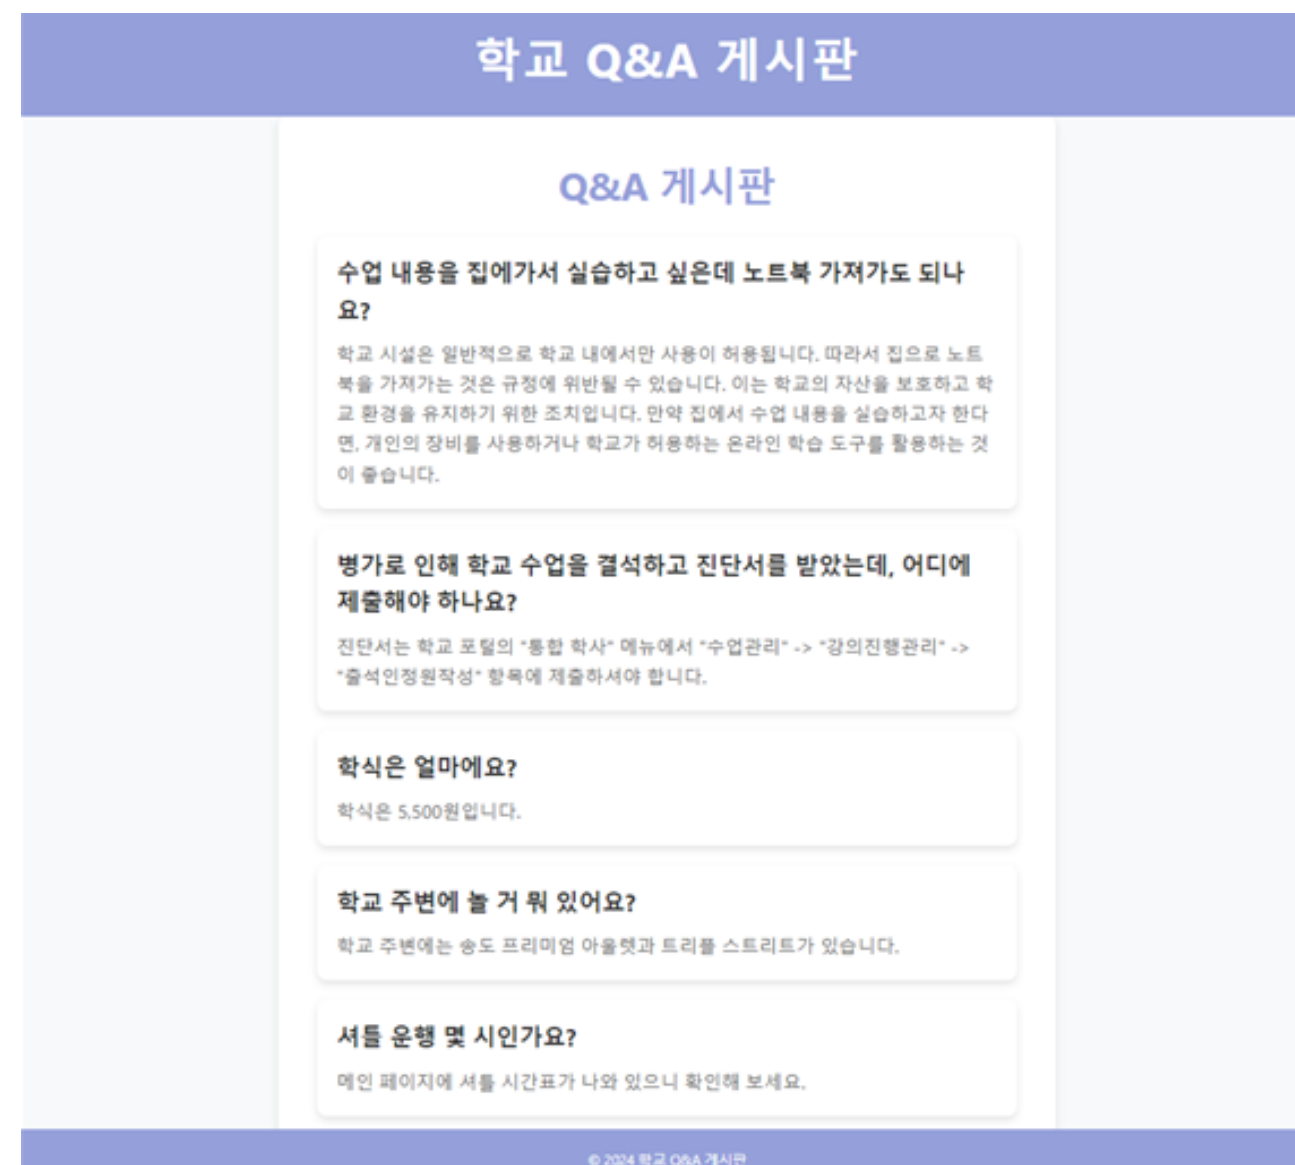 학교 Q&A 게시판
Q&A 게시판
수업 내용을 집에가서 실습하고 싶은데 노트북 가져가도 되나
요?
학교 시설은 일반적으로 학교 내에서만 사용이 허용됩니다. 따라서 집으로 노트
북을 가져가는 것은 규정에 위반될 수 있습니다. 이는 학교의 자산을 보호하고 학
교 환경을 유지하기 위한 조치입니다. 만약 집에서 수업 내용을 실습하고자 한다
면, 개인의 장비를 사용하거나 학교가 허용하는 온라인 학습 도구를 활용하는 것
이 좋습니다.
병가로 인해 학교 수업을 결석하고 진단서를 받았는데, 어디에
제출해야 하나요?
진단서는 학교 포털의 "통합 학사" 메뉴에서 "수업관리" -> "강의진행관리" ->
"출석인정원작성" 항목에 제출하셔야 합니다.
학식은 얼마에요?
학식은 5,500원입니다.
학교 주변에 놀 거 뭐 있어요?
학교 주변에는 송도 프리미엄 아울렛과 트리플 스트리트가 있습니다.
셔틀 운행 몇 시인가요?
메인 페이지에 셔틀 시간표가 나와 있으니 확인해 보세요.
© 2024 학교 Q&A 게시판